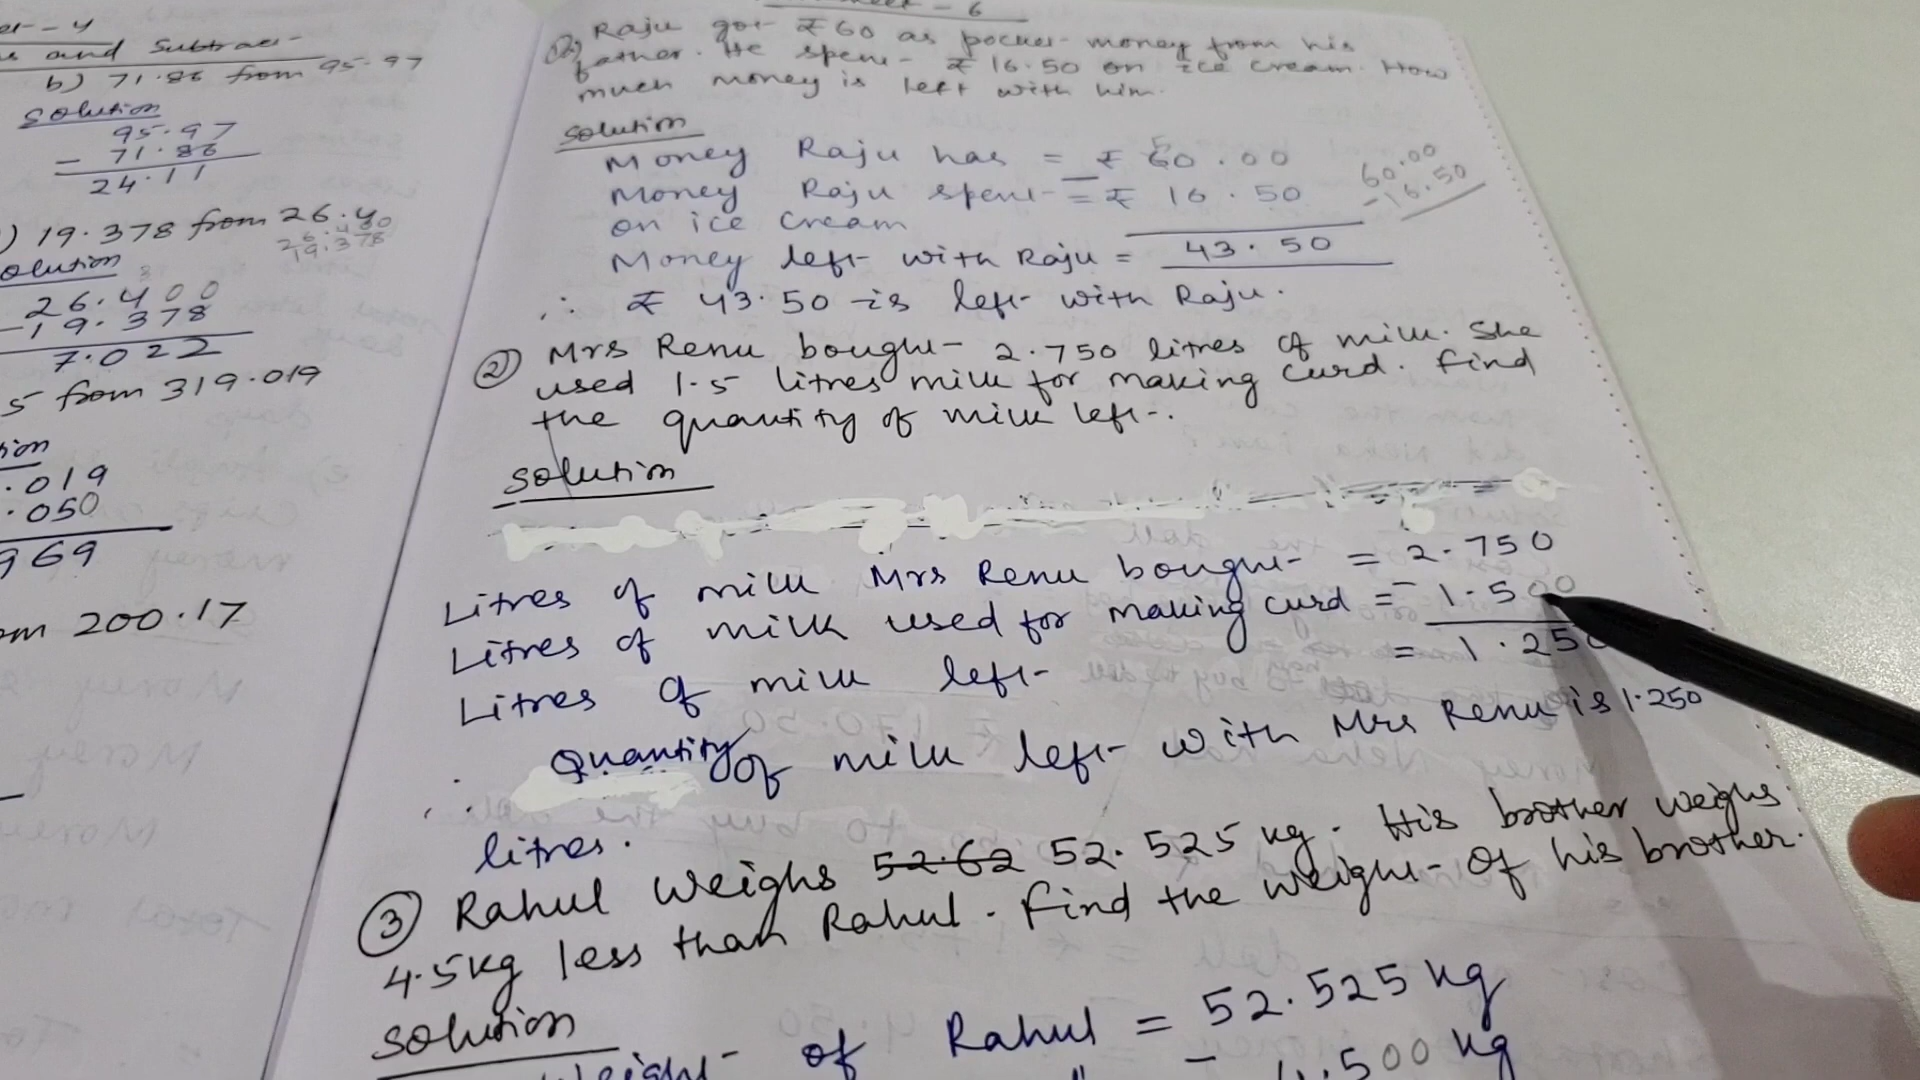 b) 71.86 from 95.97
Solution
95.97
- 71.86
24.11
) 19.378 from 26.40
26.400
-19.378
7.022
5 from 319.019
.019
.050
969
200.17
- 6
Raju got ₹60 as pocket money from his
father. He spent ₹16.50 on ice cream. How
much money is left with him.
Solution
Money Raju has = ₹ 60.00
60.00
-16.50
Money Raju spent = ₹ 16.50
on ice cream
Money left with Raju = 43.50
∴ ₹ 43.50 is left with Raju.
② Mrs Renu bought 2.750 litres of milk. She
used 1.5 litres milk for making curd. Find
the quantity of milk left.
Solution
Litres of milk Mrs Renu bought = 2.750
Litres of milk used for making curd = - 1.500
Litres of milk left = 1.250
∴ Quantity of milk left with Mrs Renu is 1.250
litres.
③ Rahul weighs 52.62 52.525 kg. His brother weighs
4.5kg less than Rahul. Find the weight of his brother.
Solution
Weight of Rahul = 52.525 kg
.500 kg